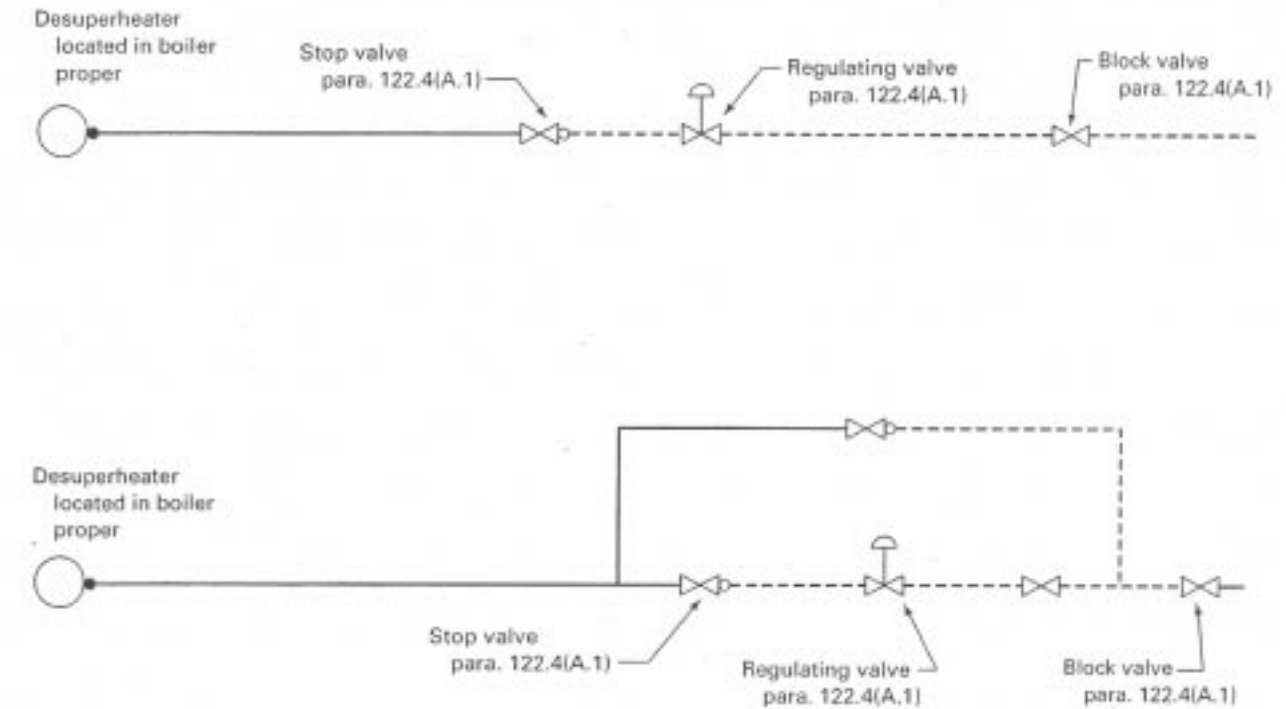 Desuperheater
located in boiler
proper
Stop valve
para. 122.4(A.1)
Regulating valve
para. 122.4(A.1)
Block valve
para. 122.4(A.1)
Desuperheater
located in boiler
proper
Stop valve
para. 122.4(A.1)
Regulating valve
para. 122.4(A.1)
Block valve
para. 122.4(A.1)